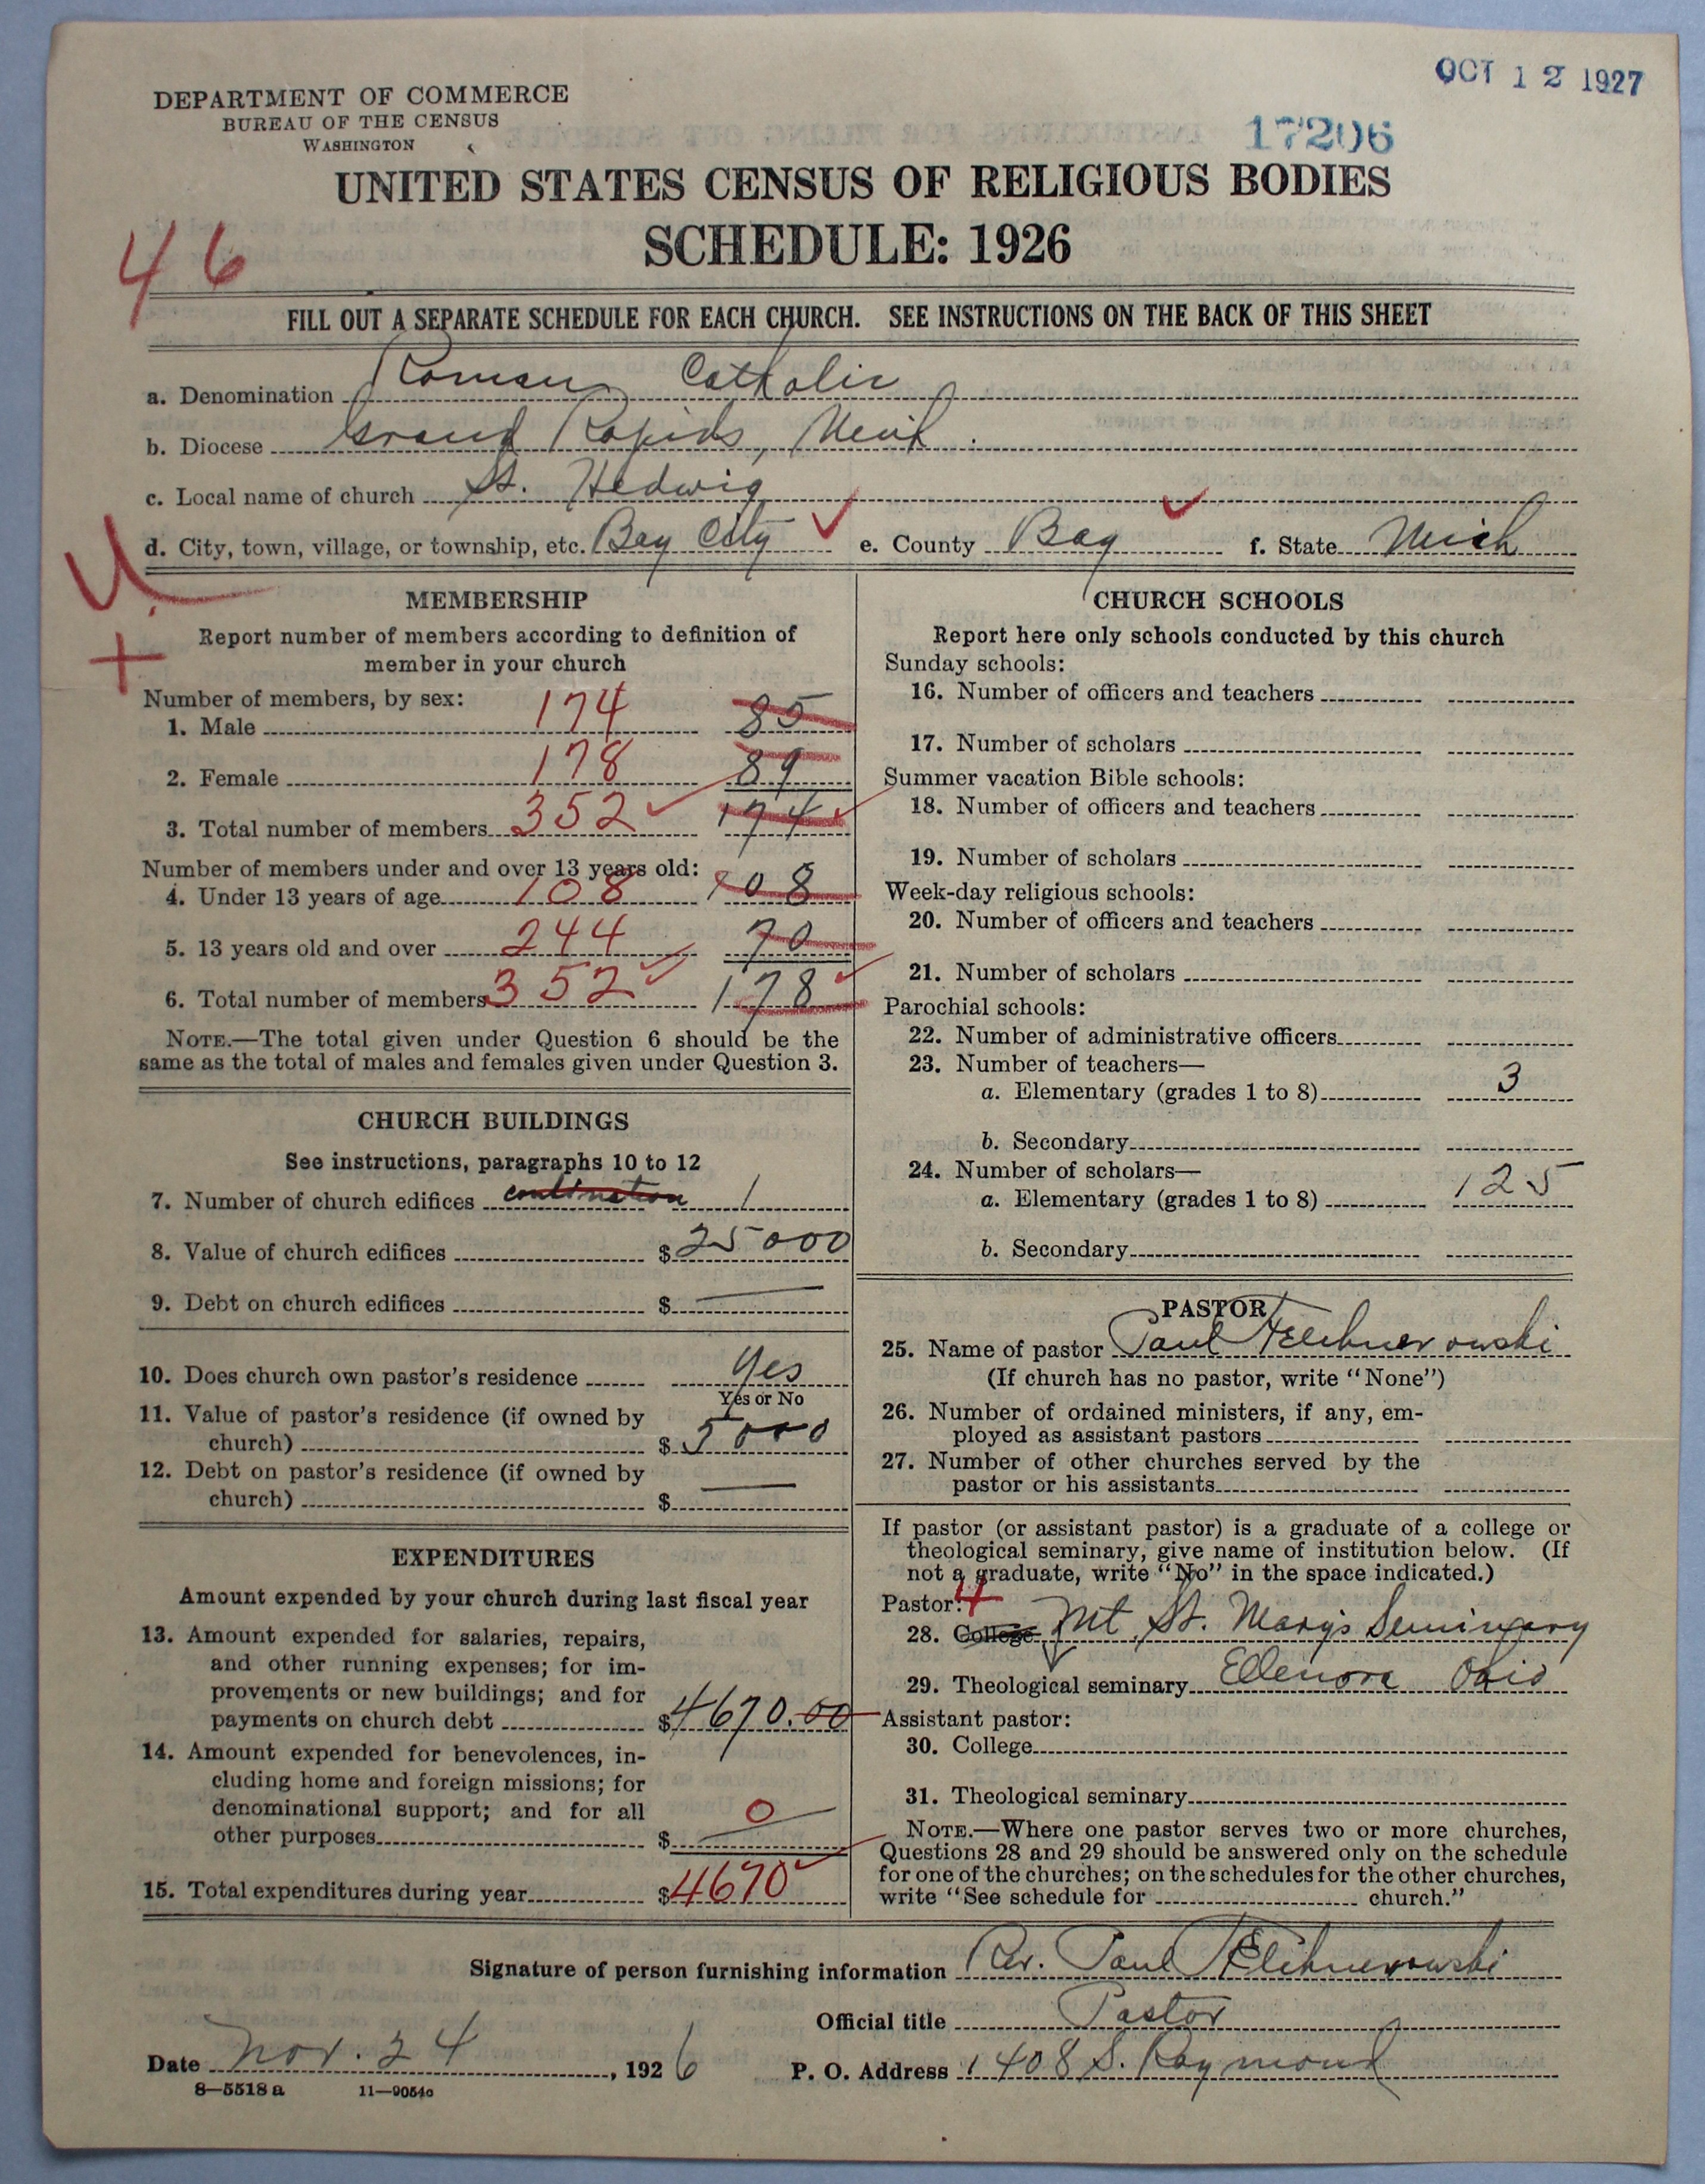 OCT 12 1927
DEPARTMENT OF COMMERCE
BUREAU OF THE CENSUS
WASHINGTON
17206
UNITED STATES CENSUS OF RELIGIOUS BODIES
SCHEDULE: 1926
46
FILL OUT A SEPARATE SCHEDULE FOR EACH CHURCH. SEE INSTRUCTIONS ON THE BACK OF THIS SHEET
a. Denomination Roman Catholic
b. Diocese Grand Rapids, Mich.
c. Local name of church St. Hedwig
d. City, town, village, or township, etc. Bay City e. County Bay f. State Mich
MEMBERSHIP
Report number of members according to definition of
member in your church
Number of members, by sex:
1. Male 174 85
2. Female 178 89
3. Total number of members 352 174
Number of members under and over 13 years old:
4. Under 13 years of age 108 108
5. 13 years old and over 244 70
6. Total number of members 352 178
NOTE.—The total given under Question 6 should be the
same as the total of males and females given under Question 3.
CHURCH BUILDINGS
See instructions, paragraphs 10 to 12
7. Number of church edifices combination 1
8. Value of church edifices $ 25000
9. Debt on church edifices $ —
10. Does church own pastor's residence Yes
Yes or No
11. Value of pastor's residence (if owned by
church) $ 5000
12. Debt on pastor's residence (if owned by
church) $ —
EXPENDITURES
Amount expended by your church during last fiscal year
13. Amount expended for salaries, repairs,
and other running expenses; for im-
provements or new buildings; and for
payments on church debt $ 4670.00
14. Amount expended for benevolences, in-
cluding home and foreign missions; for
denominational support; and for all
other purposes $ 0
15. Total expenditures during year $ 4670
CHURCH SCHOOLS
Report here only schools conducted by this church
Sunday schools:
16. Number of officers and teachers
17. Number of scholars
Summer vacation Bible schools:
18. Number of officers and teachers
19. Number of scholars
Week-day religious schools:
20. Number of officers and teachers
21. Number of scholars
Parochial schools:
22. Number of administrative officers
23. Number of teachers—
a. Elementary (grades 1 to 8) 3
b. Secondary
24. Number of scholars—
a. Elementary (grades 1 to 8) 125
b. Secondary
PASTOR
25. Name of pastor Paul
(If church has no pastor, write "None")
26. Number of ordained ministers, if any, em-
ployed as assistant pastors
27. Number of other churches served by the
pastor or his assistants
If pastor (or assistant pastor) is a graduate of a college or
theological seminary, give name of institution below. (If
not a graduate, write "No" in the space indicated.)
Pastor: 4
28. College Mt St. Mary's Seminary
29. Theological seminary Ohio
Assistant pastor:
30. College
31. Theological seminary
NOTE.—Where one pastor serves two or more churches,
Questions 28 and 29 should be answered only on the schedule
for one of the churches; on the schedules for the other churches,
write "See schedule for church."
Signature of person furnishing information Rev. Paul
Official title Pastor
Date Nov. 24, 1926 P. O. Address 1408 S. Raymond
8—5518 a 11—9054c